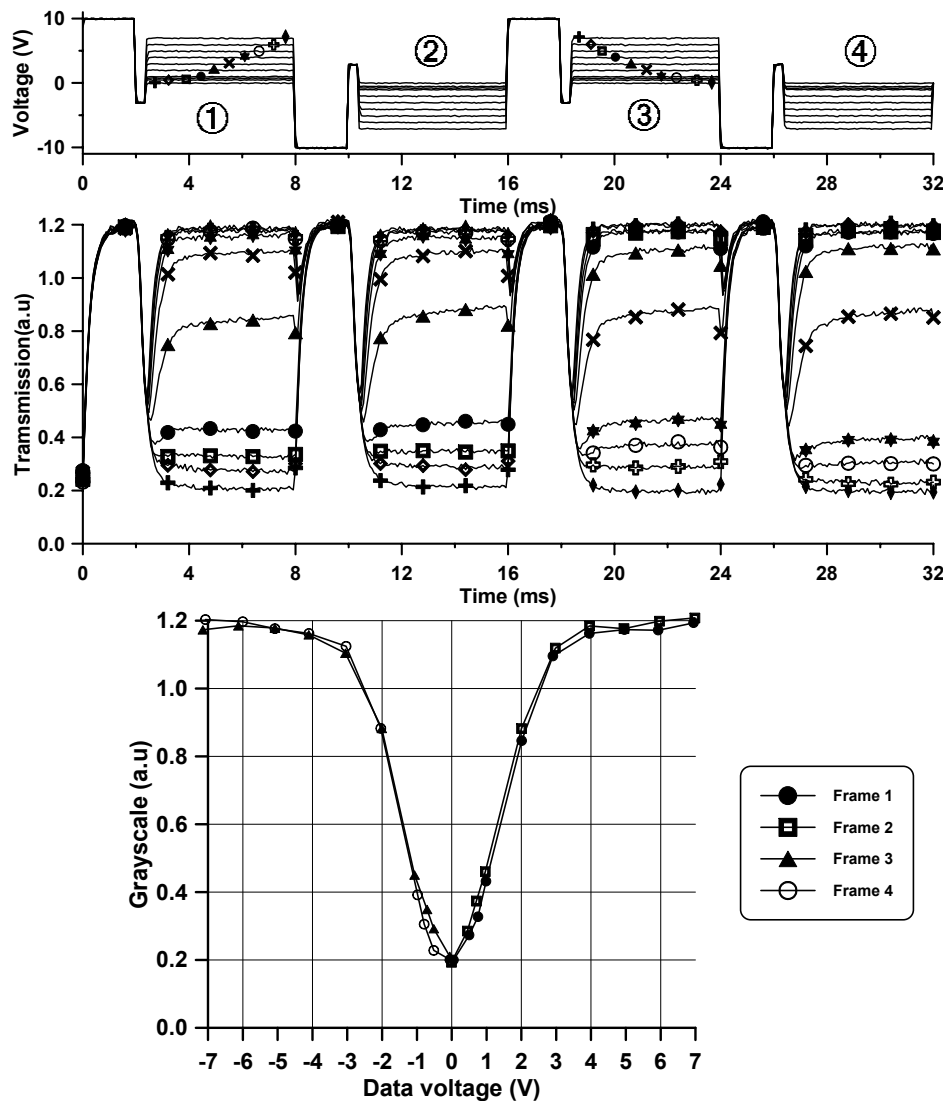 Voltage (V)
10
0
-10
①
②
③
④
0 4 8 12 16 20 24 28 32
Time (ms)
Tramsmission(a.u)
1.2
1.0
0.8
0.6
0.4
0.2
0.0
0 4 8 12 16 20 24 28 32
Time (ms)
Grayscale (a.u)
1.2
1.0
0.8
0.6
0.4
0.2
0.0
-7 -6 -5 -4 -3 -2 -1 0 1 2 3 4 5 6 7
Data voltage (V)
Frame 1
Frame 2
Frame 3
Frame 4